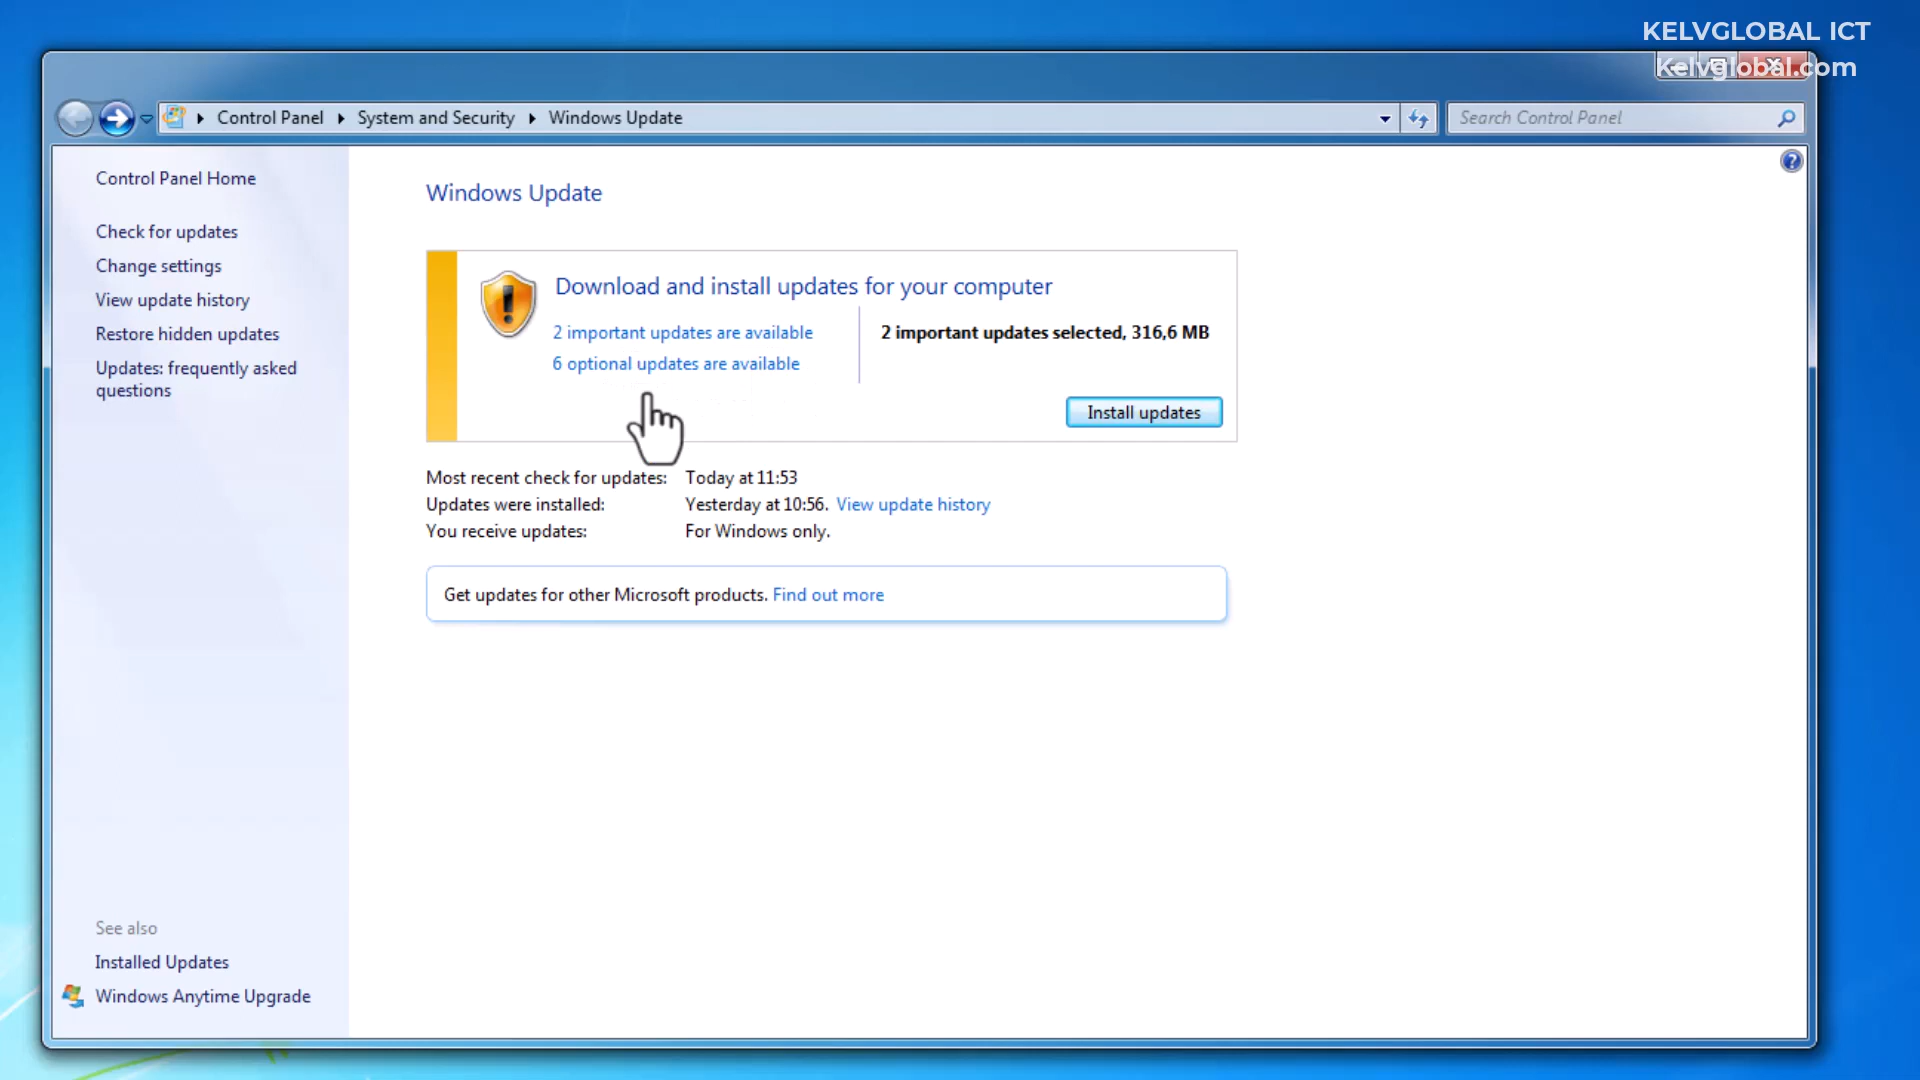 KELVGLOBAL ICT
Kelvglobal.com
Control Panel
System and Security
Windows Update
Search Control Panel
Control Panel Home
Check for updates
Change settings
View update history
Restore hidden updates
Updates: frequently asked
questions
Windows Update
Download and install updates for your computer
2 important updates are available
2 important updates selected, 316,6 MB
6 optional updates are available
Install updates
Most recent check for updates: Today at 11:53
Updates were installed: Yesterday at 10:56. View update history
You receive updates: For Windows only.
Get updates for other Microsoft products. Find out more
See also
Installed Updates
Windows Anytime Upgrade